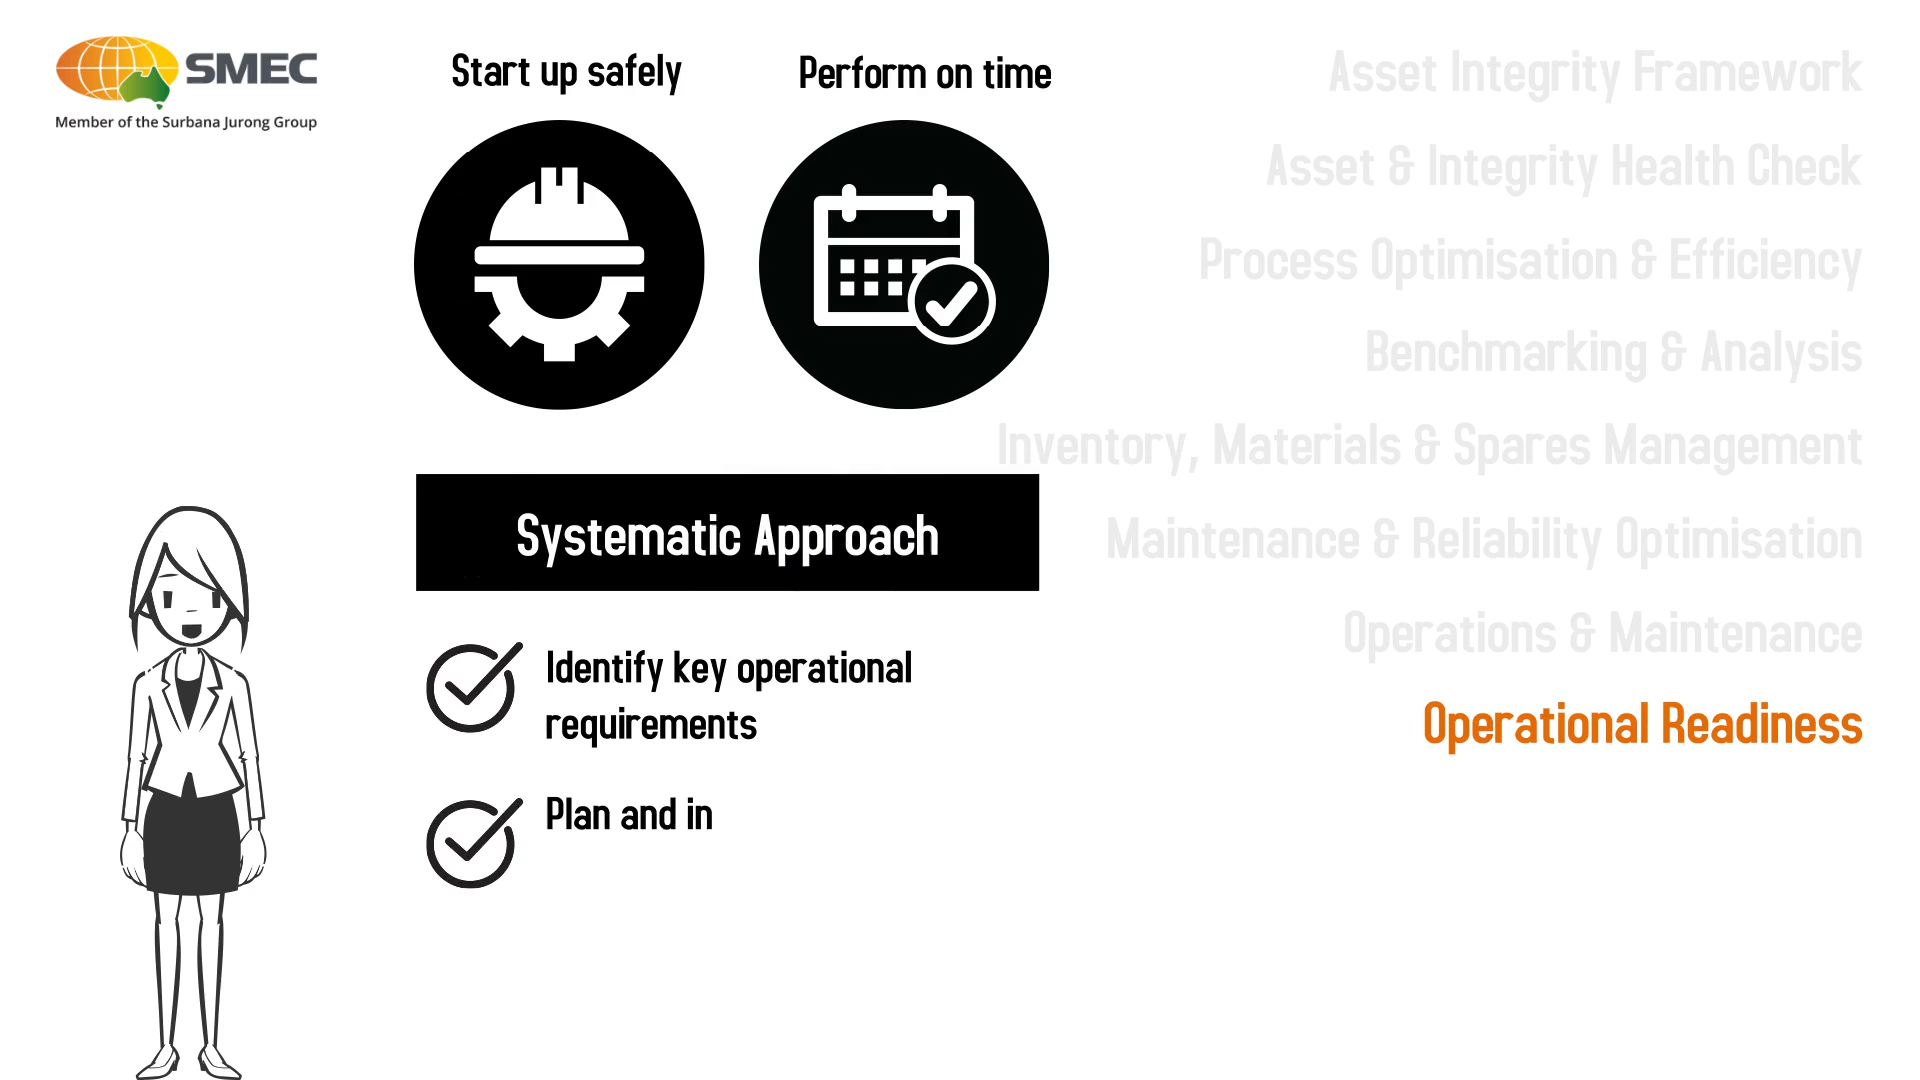 SMEC
Member of the Surbana Jurong Group
Start up safely
Perform on time
Systematic Approach
Identify key operational
requirements
Plan and in
Asset Integrity Framework
Asset & Integrity Health Check
Process Optimisation & Efficiency
Benchmarking & Analysis
Inventory, Materials & Spares Management
Maintenance & Reliability Optimisation
Operations & Maintenance
Operational Readiness